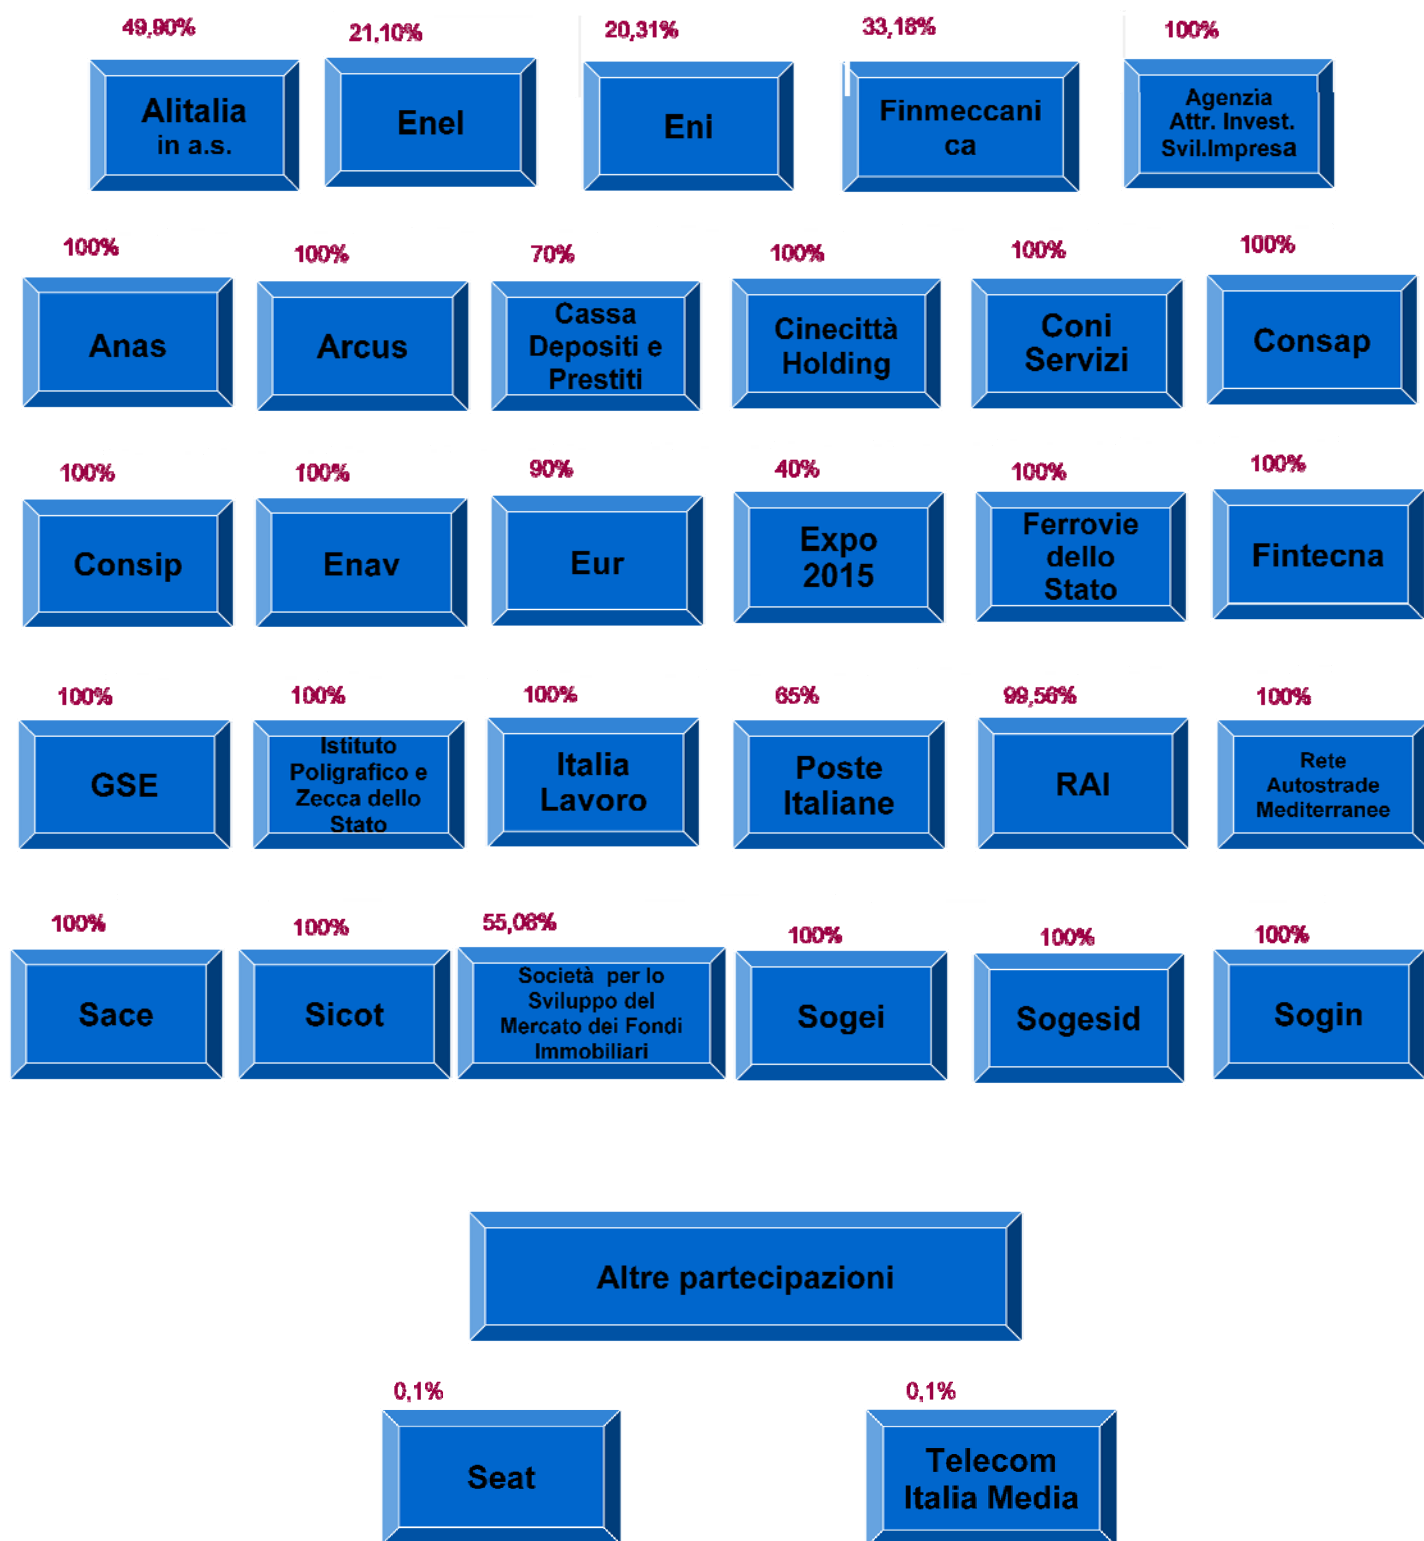 49,90%
21,10%
20,31%
33,18%
100%
Alitalia
in a.s.
Enel
Eni
Finmeccani
ca
Agenzia
Attr. Invest.
Svil.Impresa
100%
100%
70%
100%
100%
100%
Anas
Arcus
Cassa
Depositi e
Prestiti
Cinecittà
Holding
Coni
Servizi
Consap
100%
100%
90%
40%
100%
100%
Consip
Enav
Eur
Expo
2015
Ferrovie
dello
Stato
Fintecna
100%
100%
100%
65%
99,56%
100%
GSE
Istituto
Poligrafico e
Zecca dello
Stato
Italia
Lavoro
Poste
Italiane
RAI
Rete
Autostrade
Mediterranee
100%
100%
55,08%
100%
100%
100%
Sace
Sicot
Società per lo
Sviluppo del
Mercato dei Fondi
Immobiliari
Sogei
Sogesid
Sogin
Altre partecipazioni
0,1%
0,1%
Seat
Telecom
Italia Media